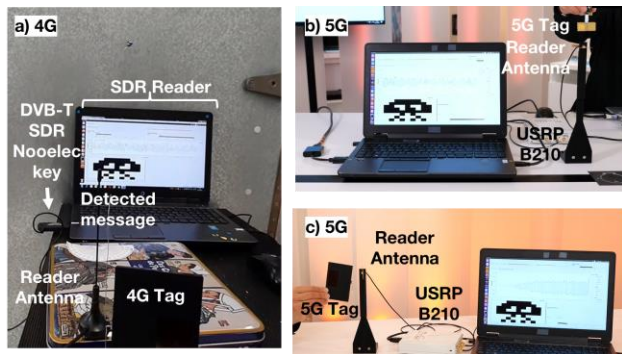 a) 4G
SDR Reader
DVB-T
SDR
Nooelec
key
Detected
message
Reader
Antenna
4G Tag
b) 5G
5G Tag
Reader
Antenna
USRP
B210
c) 5G
Reader
Antenna
5G Tag
USRP
B210